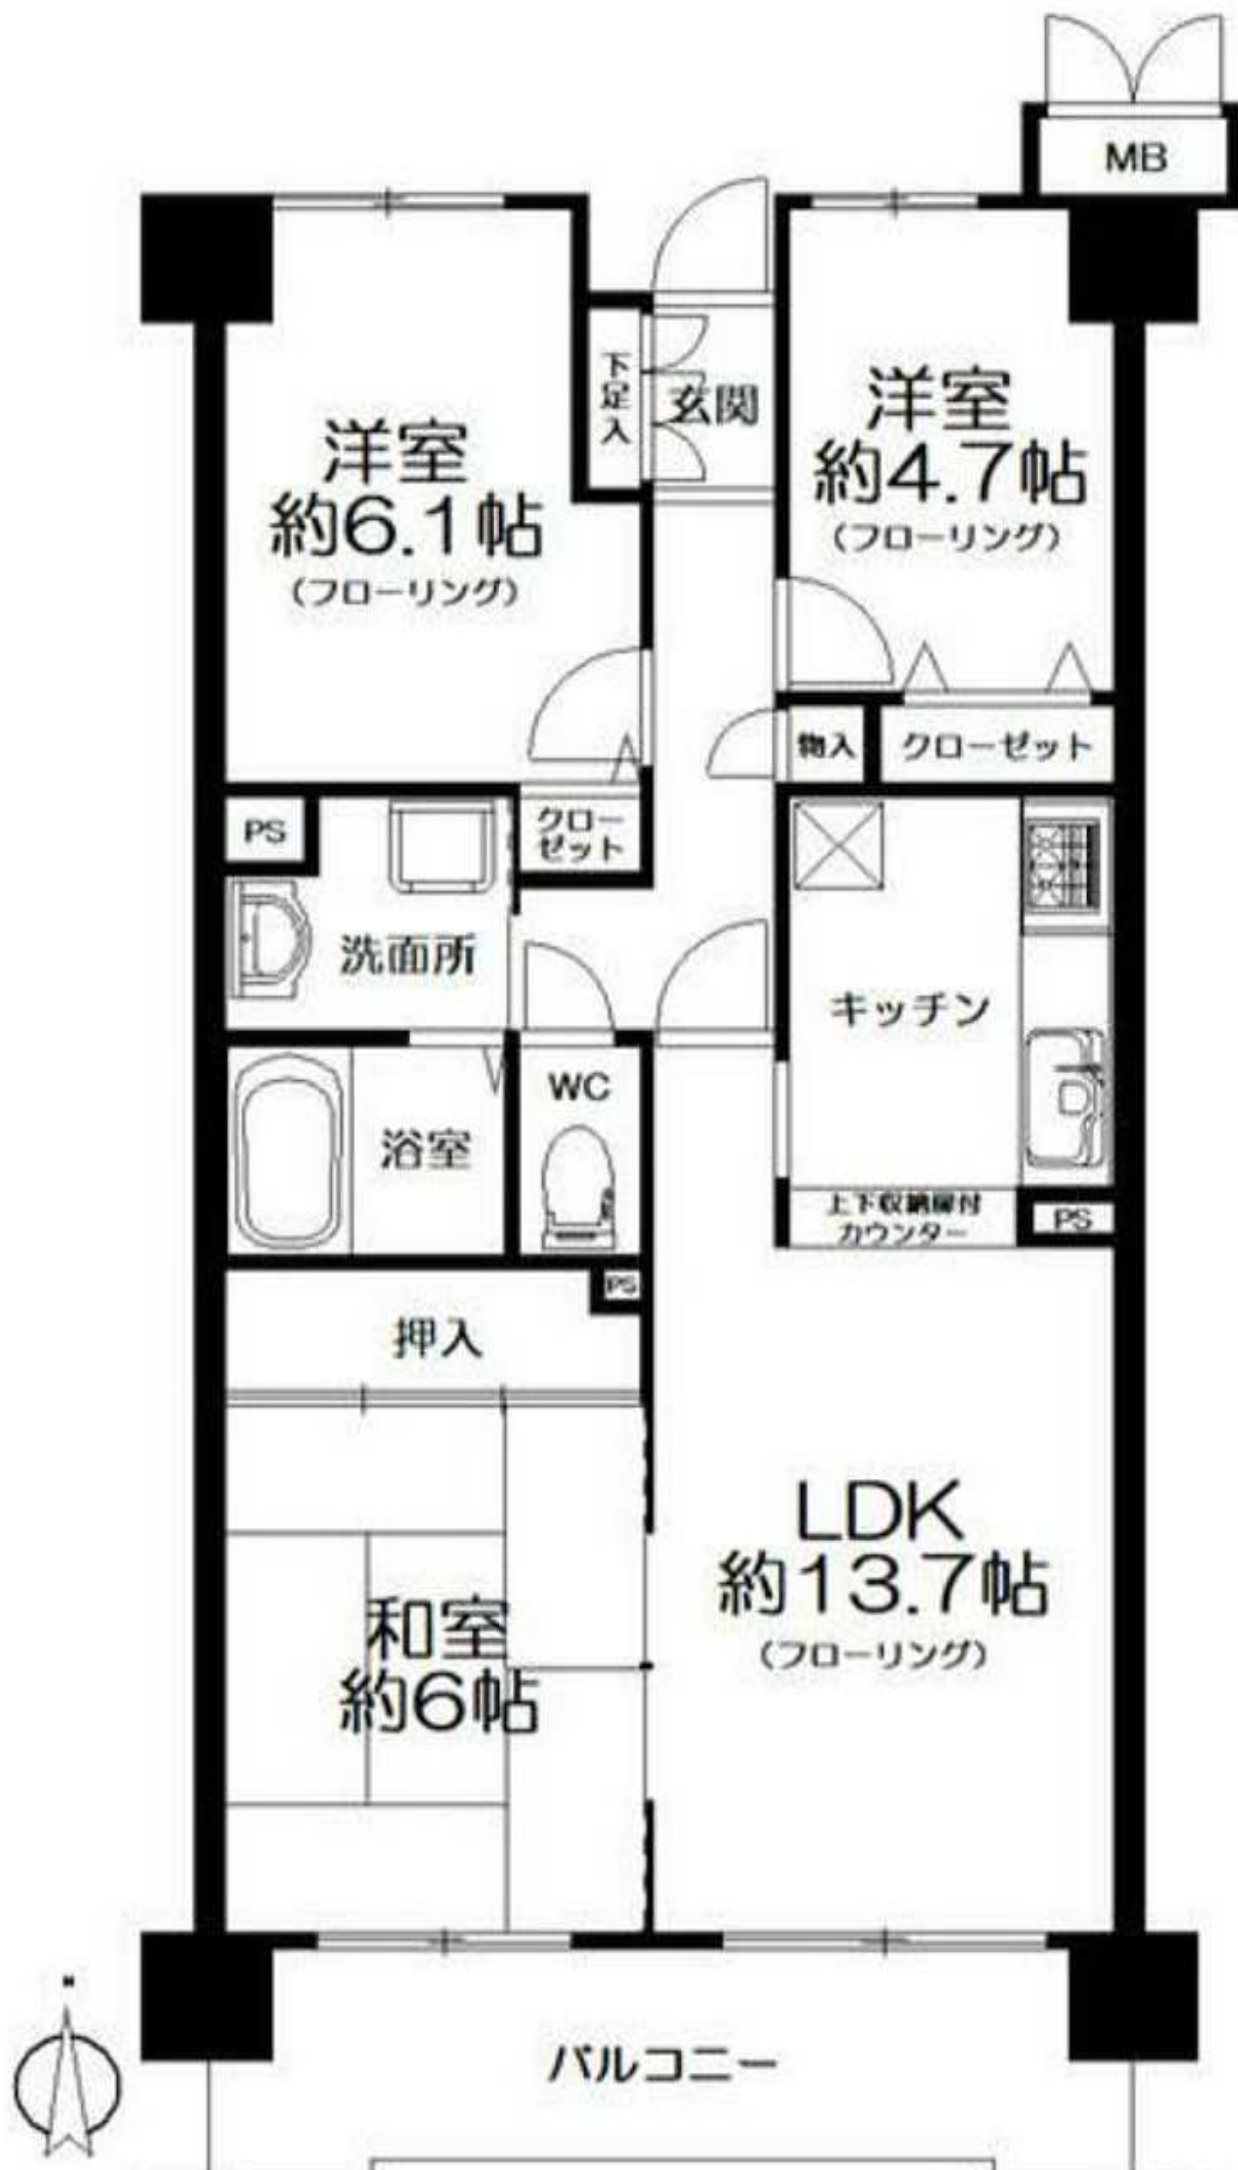 MB
洋室
約6.1帖
(フローリング)
下足入
玄関
洋室
約4.7帖
(フローリング)
物入
クローゼット
PS
クロー
ゼット
洗面所
キッチン
浴室
WC
上下収納扉付
カウンター
PS
PS
押入
LDK
約13.7帖
(フローリング)
和室
約6帖
N
バルコニー